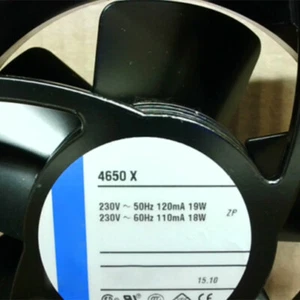 4650 X
230V ~ 50Hz 120mA 19W
230V ~ 60Hz 110mA 18W
ZP
15.10